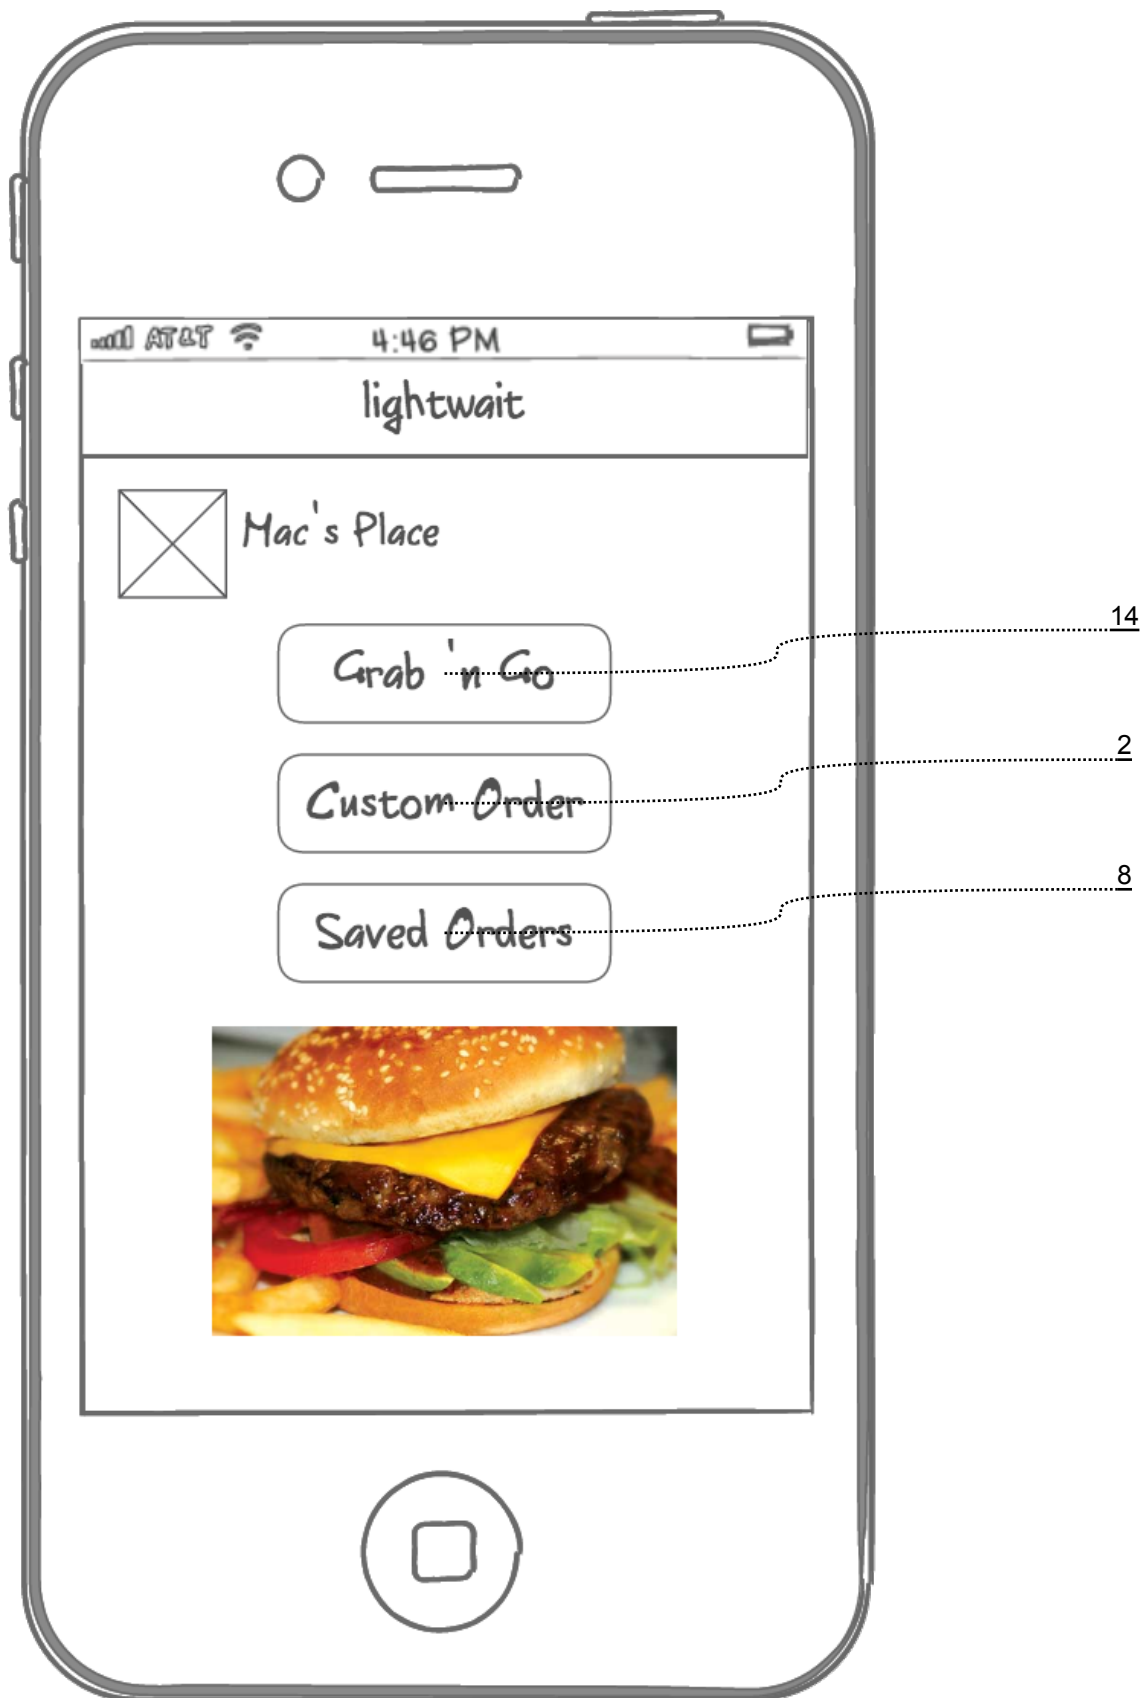 AT&T 4:46 PM
lightwait
Mac's Place
Grab 'n Go
14
Custom Order
2
Saved Orders
8